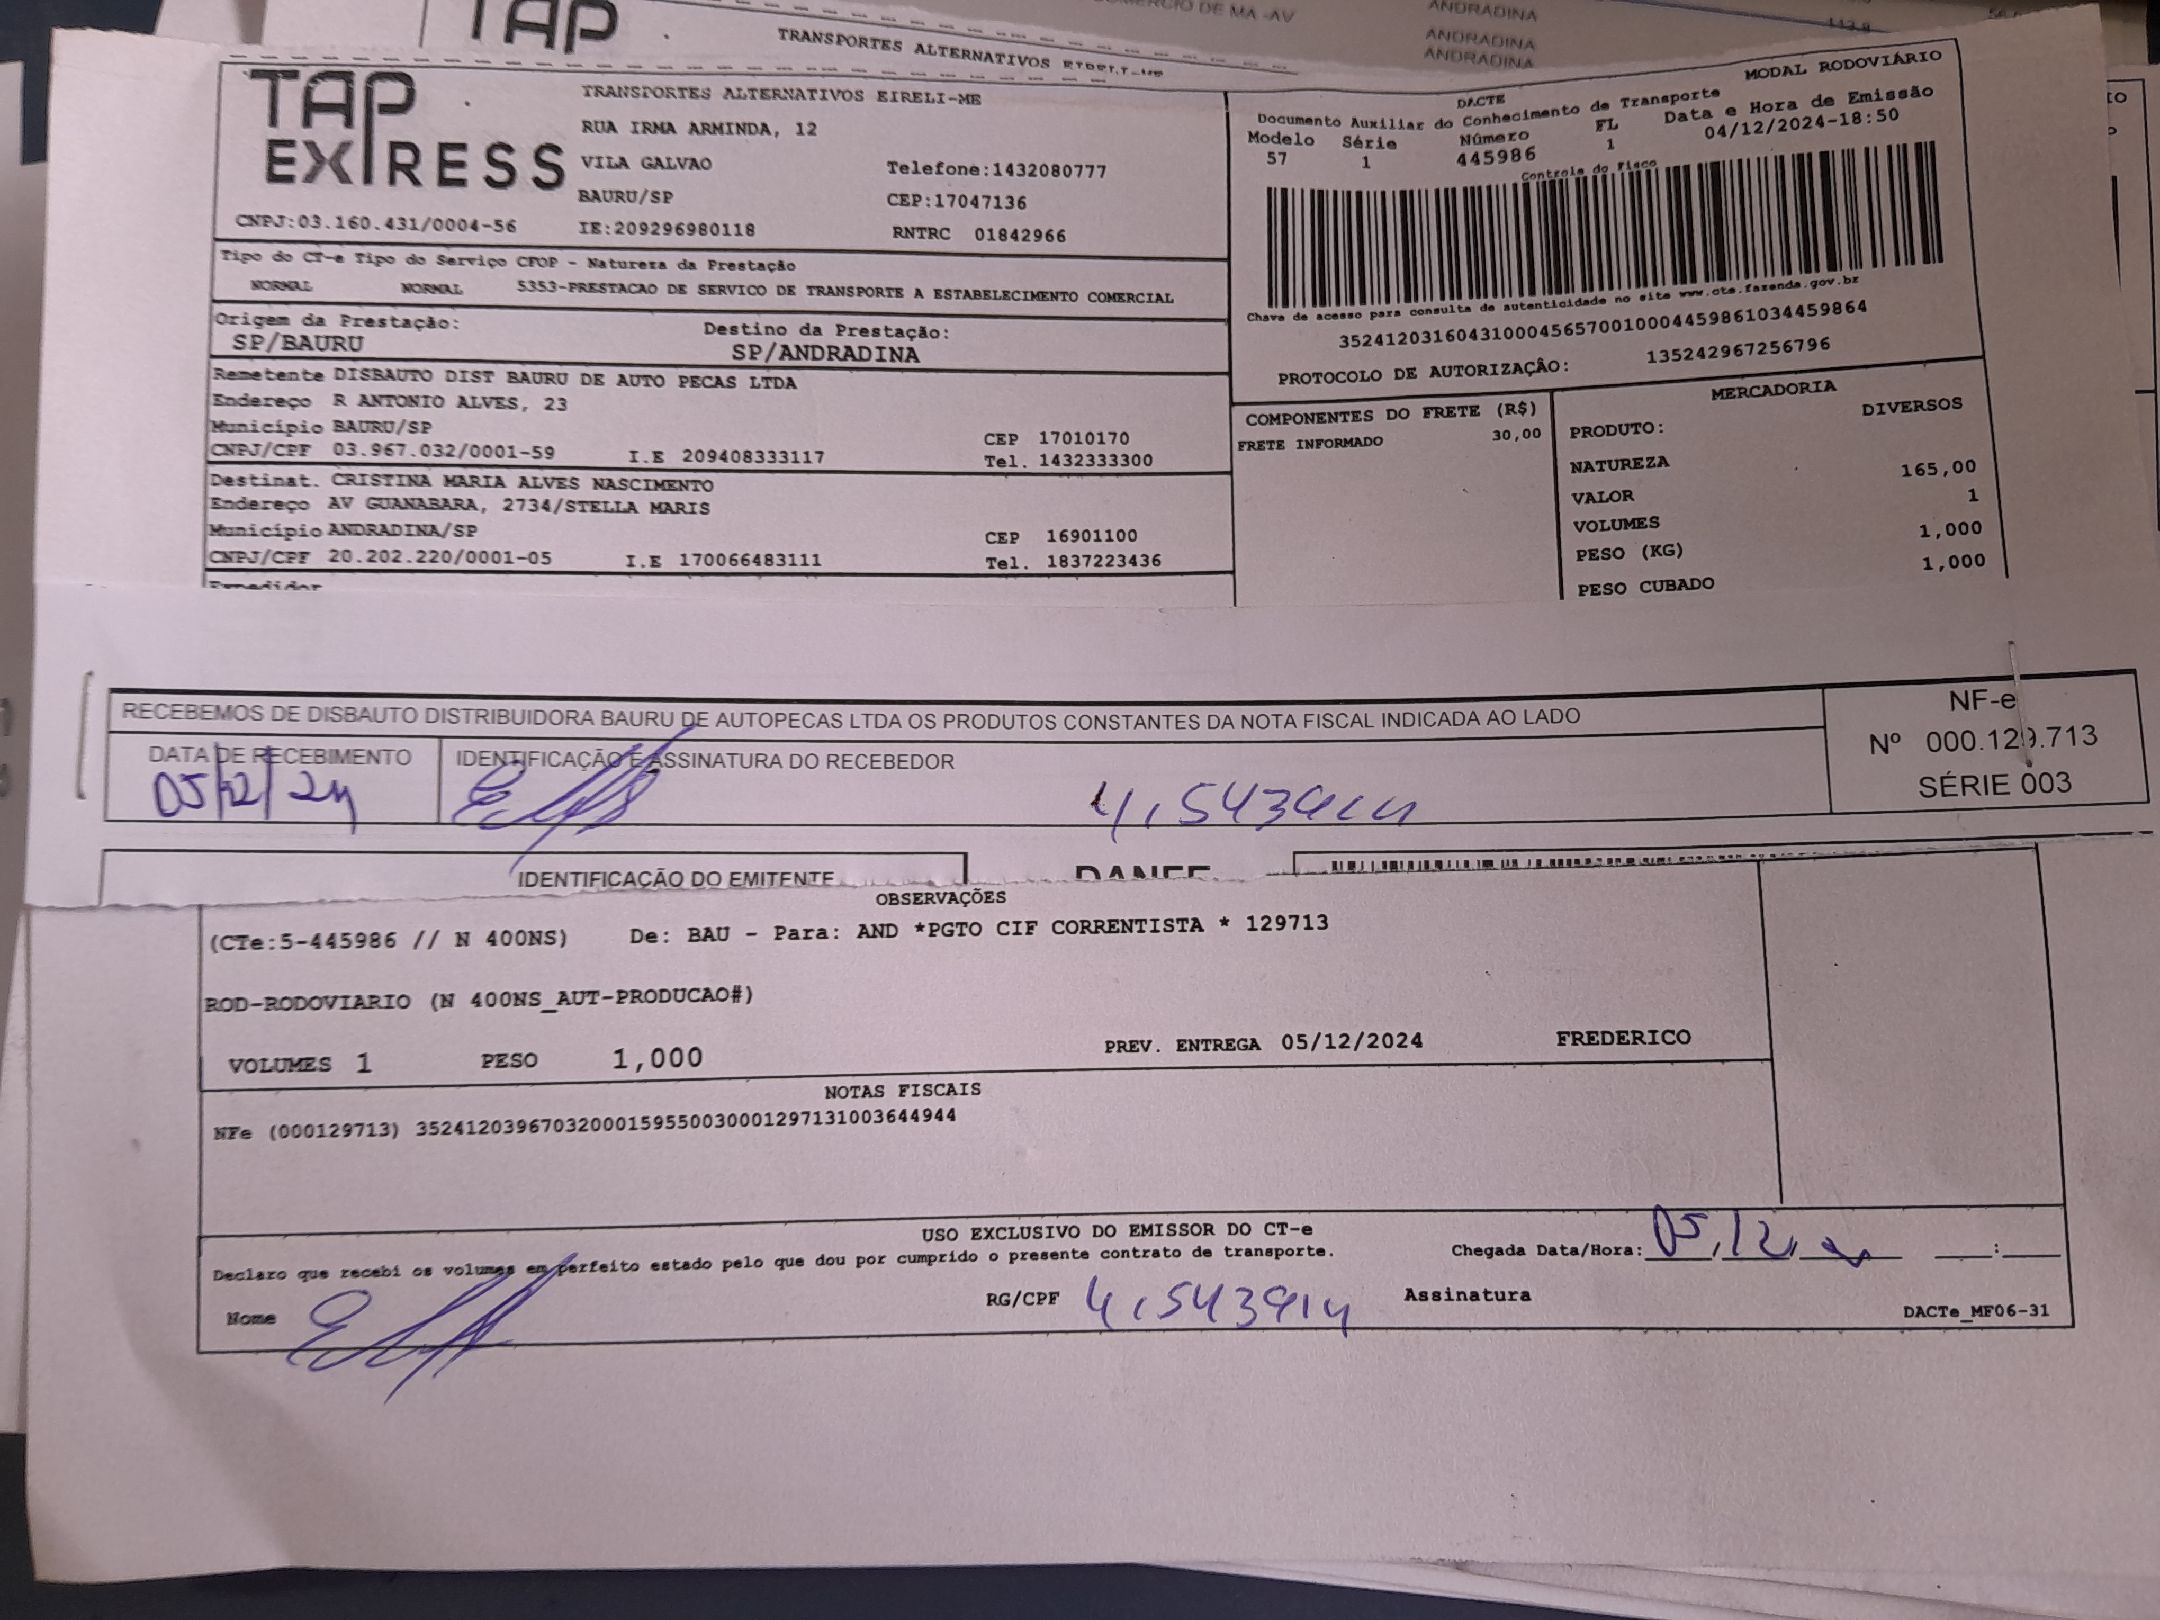 COMERCIO DE MA -AV
ANDRADINA
ANDRADINA
ANDRADINA
TAP
TRANSPORTES ALTERNATIVOS
TAP
EXPRESS
TRANSPORTES ALTERNATIVOS EIRELI-ME
RUA IRMA ARMINDA, 12
VILA GALVAO Telefone:1432080777
BAURU/SP CEP:17047136
CNPJ:03.160.431/0004-56 IE:209296980118 RNTRC 01842966
MODAL RODOVIÁRIO
DACTE
Documento Auxiliar do Conhecimento de Transporte
Modelo Série Número FL Data e Hora de Emissão
57 1 445986 1 04/12/2024-18:50
Controle do Fisco
Chave de acesso para consulta de autenticidade no site www.cte.fazenda.gov.br
35241203160431000456570010004459861034459864
PROTOCOLO DE AUTORIZAÇÃO: 135242967256796
Tipo do CT-e Tipo do Serviço CFOP - Natureza da Prestação
NORMAL NORMAL 5353-PRESTACAO DE SERVICO DE TRANSPORTE A ESTABELECIMENTO COMERCIAL
Origem da Prestação: Destino da Prestação:
SP/BAURU SP/ANDRADINA
Remetente DISBAUTO DIST BAURU DE AUTO PECAS LTDA
Endereço R ANTONIO ALVES, 23
Município BAURU/SP CEP 17010170
CNPJ/CPF 03.967.032/0001-59 I.E 209408333117 Tel. 1432333300
Destinat. CRISTINA MARIA ALVES NASCIMENTO
Endereço AV GUANABARA, 2734/STELLA MARIS
Município ANDRADINA/SP CEP 16901100
CNPJ/CPF 20.202.220/0001-05 I.E 170066483111 Tel. 1837223436
Expedidor
COMPONENTES DO FRETE (R$)
FRETE INFORMADO 30,00
MERCADORIA
PRODUTO: DIVERSOS
NATUREZA
VALOR 165,00
VOLUMES 1
PESO (KG) 1,000
PESO CUBADO 1,000
RECEBEMOS DE DISBAUTO DISTRIBUIDORA BAURU DE AUTOPECAS LTDA OS PRODUTOS CONSTANTES DA NOTA FISCAL INDICADA AO LADO
DATA DE RECEBIMENTO IDENTIFICAÇÃO E ASSINATURA DO RECEBEDOR
05/12/24
NF-e
Nº 000.129.713
SÉRIE 003
IDENTIFICAÇÃO DO EMITENTE
DANFE
OBSERVAÇÕES
(CTe:5-445986 // N 400NS) De: BAU - Para: AND *PGTO CIF CORRENTISTA * 129713
ROD-RODOVIARIO (N 400NS_AUT-PRODUCAO#)
VOLUMES 1 PESO 1,000 PREV. ENTREGA 05/12/2024 FREDERICO
NOTAS FISCAIS
NFe (000129713) 35241203967032000159550030001297131003644944
USO EXCLUSIVO DO EMISSOR DO CT-e
Declaro que recebi os volumes em perfeito estado pelo que dou por cumprido o presente contrato de transporte. Chegada Data/Hora: 05/12/
Nome RG/CPF Assinatura
DACTe_MF06-31